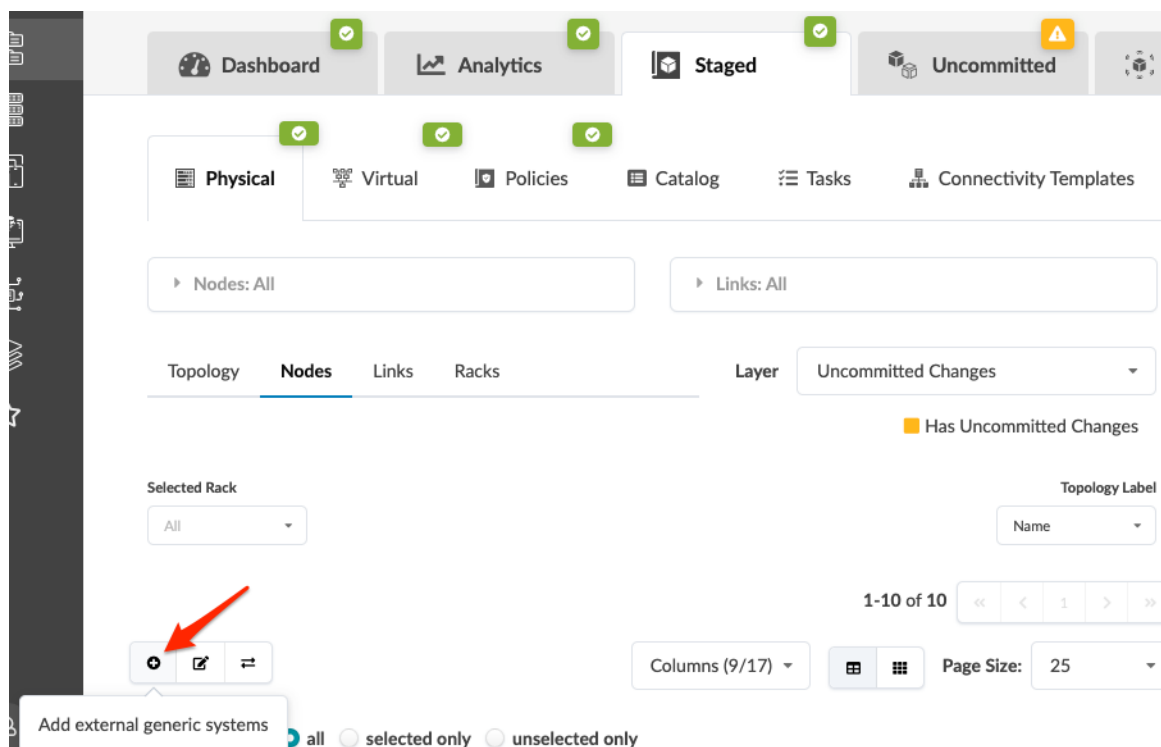 Dashboard Analytics Staged Uncommitted
Physical Virtual Policies Catalog Tasks Connectivity Templates
Nodes: All Links: All
Topology Nodes Links Racks Layer Uncommitted Changes
Has Uncommitted Changes
Selected Rack Topology Label
All Name
1-10 of 10 « < 1 > »
Columns (9/17) Page Size: 25
Add external generic systems
all selected only unselected only